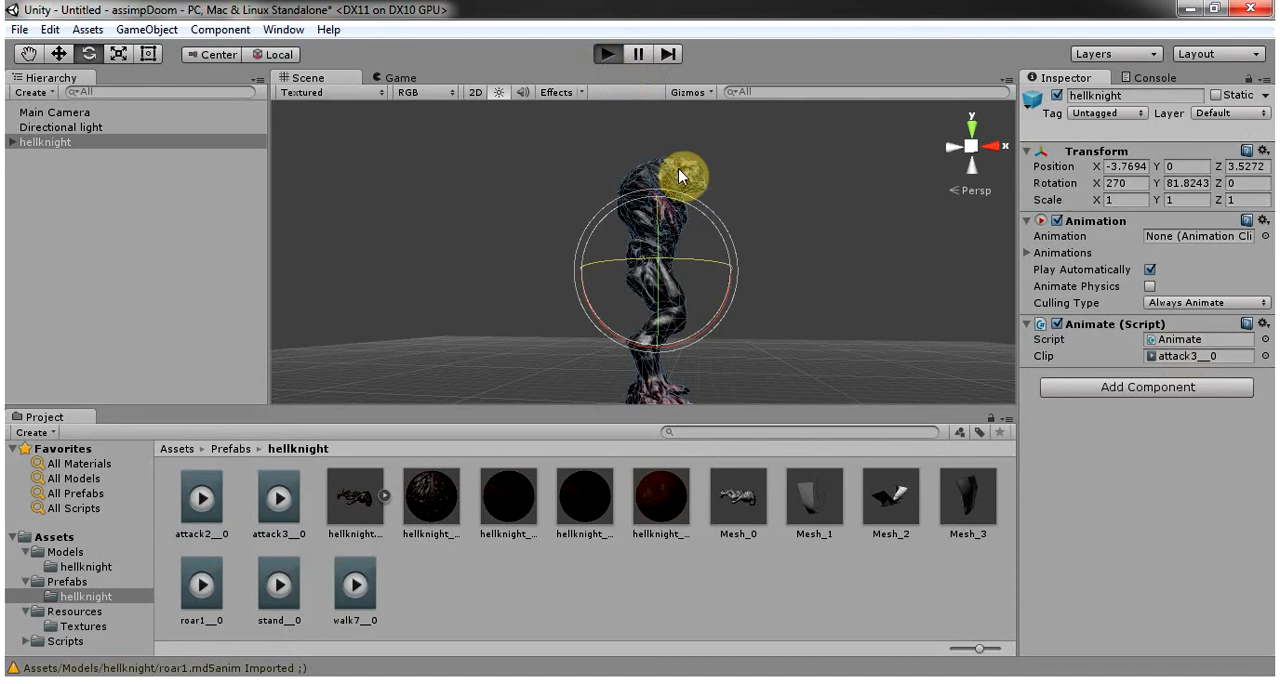 Unity - Untitled - assimpDoom - PC, Mac & Linux Standalone* <DX11 on DX10 GPU>
File Edit Assets GameObject Component Window Help
Center Local Layers Layout
Hierarchy Scene Game Inspector Console
Create All Textured RGB 2D Effects Gizmos All hellknight Static
Main Camera Tag Untagged Layer Default
Directional light
hellknight
y
x
Persp
Transform
Position X -3.7694 Y 0 Z 3.5272
Rotation X 270 Y 81.8243 Z 0
Scale X 1 Y 1 Z 1
Animation
Animation None (Animation Cli
Animations
Play Automatically
Animate Physics
Culling Type Always Animate
Animate (Script)
Script Animate
Clip attack3__0
Add Component
Project
Create
Favorites
All Materials
All Models
All Prefabs
All Scripts
Assets
Models
hellknight
Prefabs
hellknight
Resources
Textures
Scripts
Assets Prefabs hellknight
attack2__0 attack3__0 hellknight... hellknight_... hellknight_... hellknight_... hellknight_... Mesh_0 Mesh_1 Mesh_2 Mesh_3
roar1__0 stand__0 walk7__0
Assets/Models/hellknight/roar1.md5anim Imported ;)